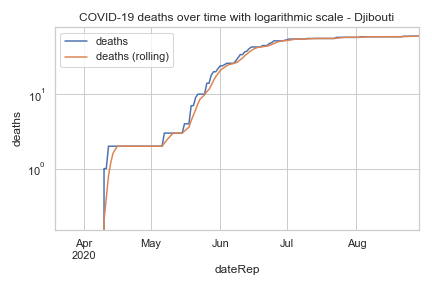 COVID-19 deaths over time with logarithmic scale - Djibouti
deaths
deaths (rolling)
deaths
10¹
10⁰
Apr May Jun Jul Aug
2020
dateRep